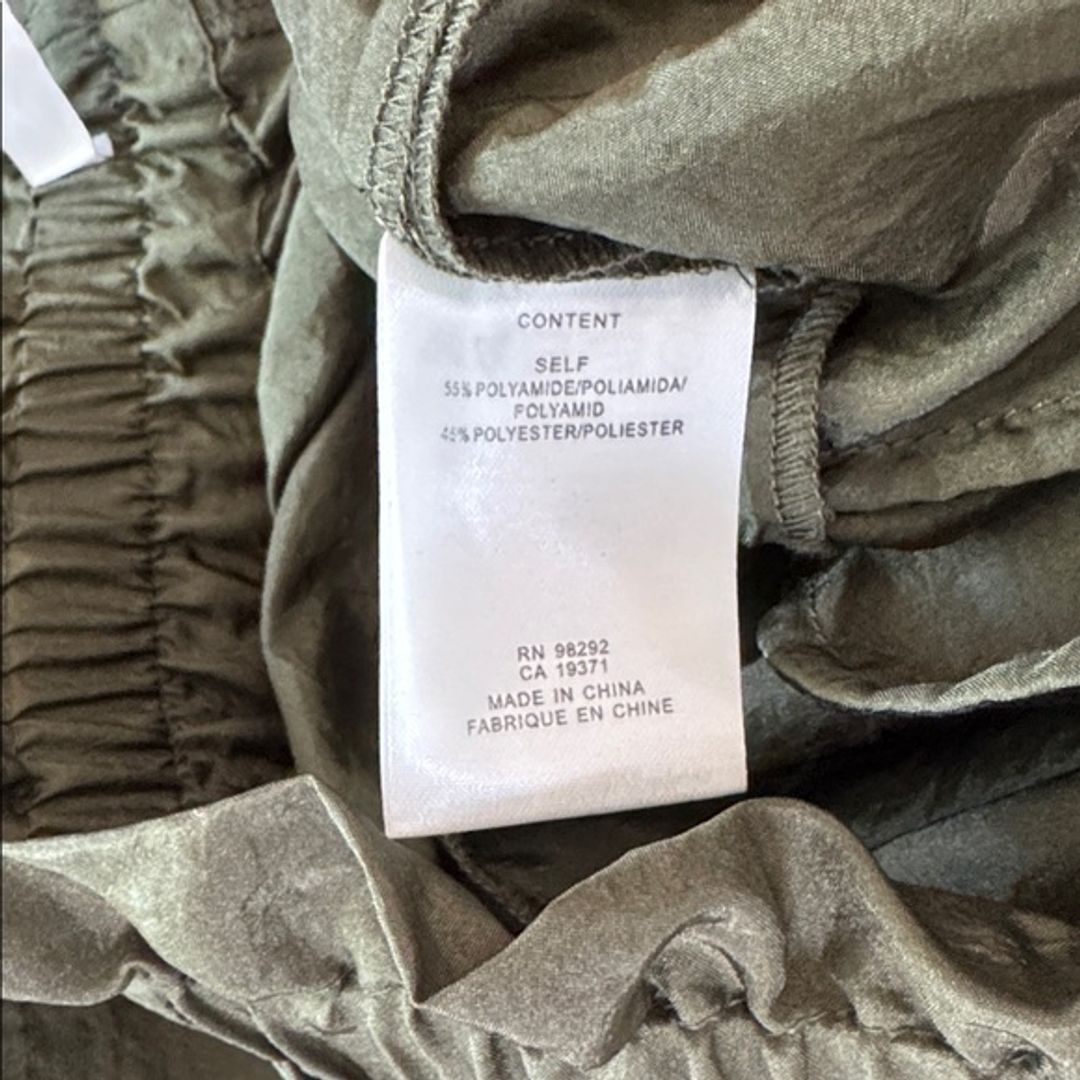 CONTENT
SELF
55% POLYAMIDE/POLIAMIDA/
POLYAMID
45% POLYESTER/POLIESTER
RN 98292
CA 19371
MADE IN CHINA
FABRIQUE EN CHINE